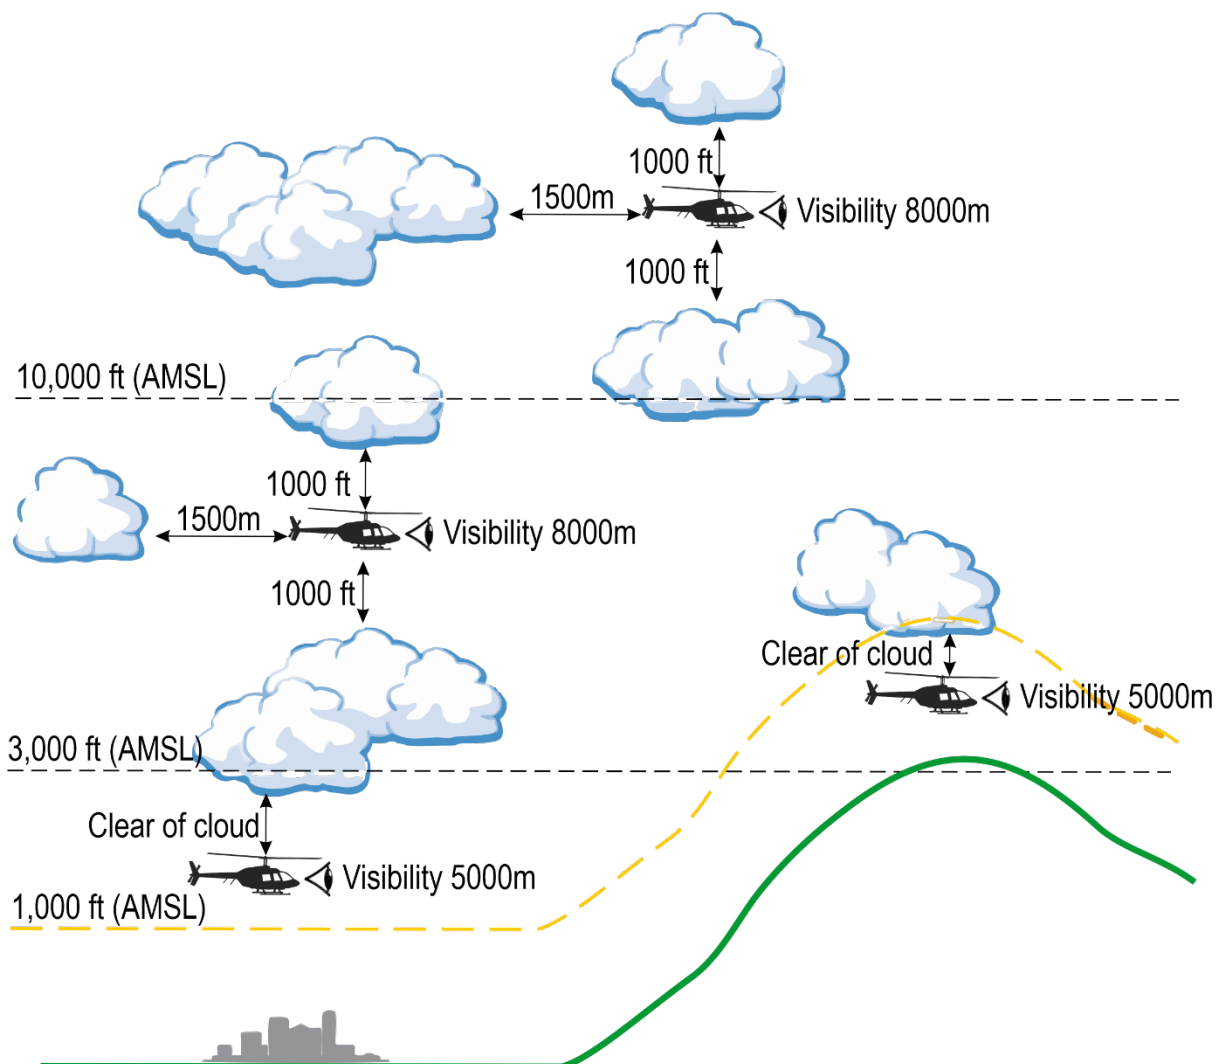 1000 ft
1500m
Visibility 8000m
1000 ft
10,000 ft (AMSL)
1000 ft
1500m
Visibility 8000m
1000 ft
Clear of cloud
Visibility 5000m
3,000 ft (AMSL)
Clear of cloud
Visibility 5000m
1,000 ft (AMSL)